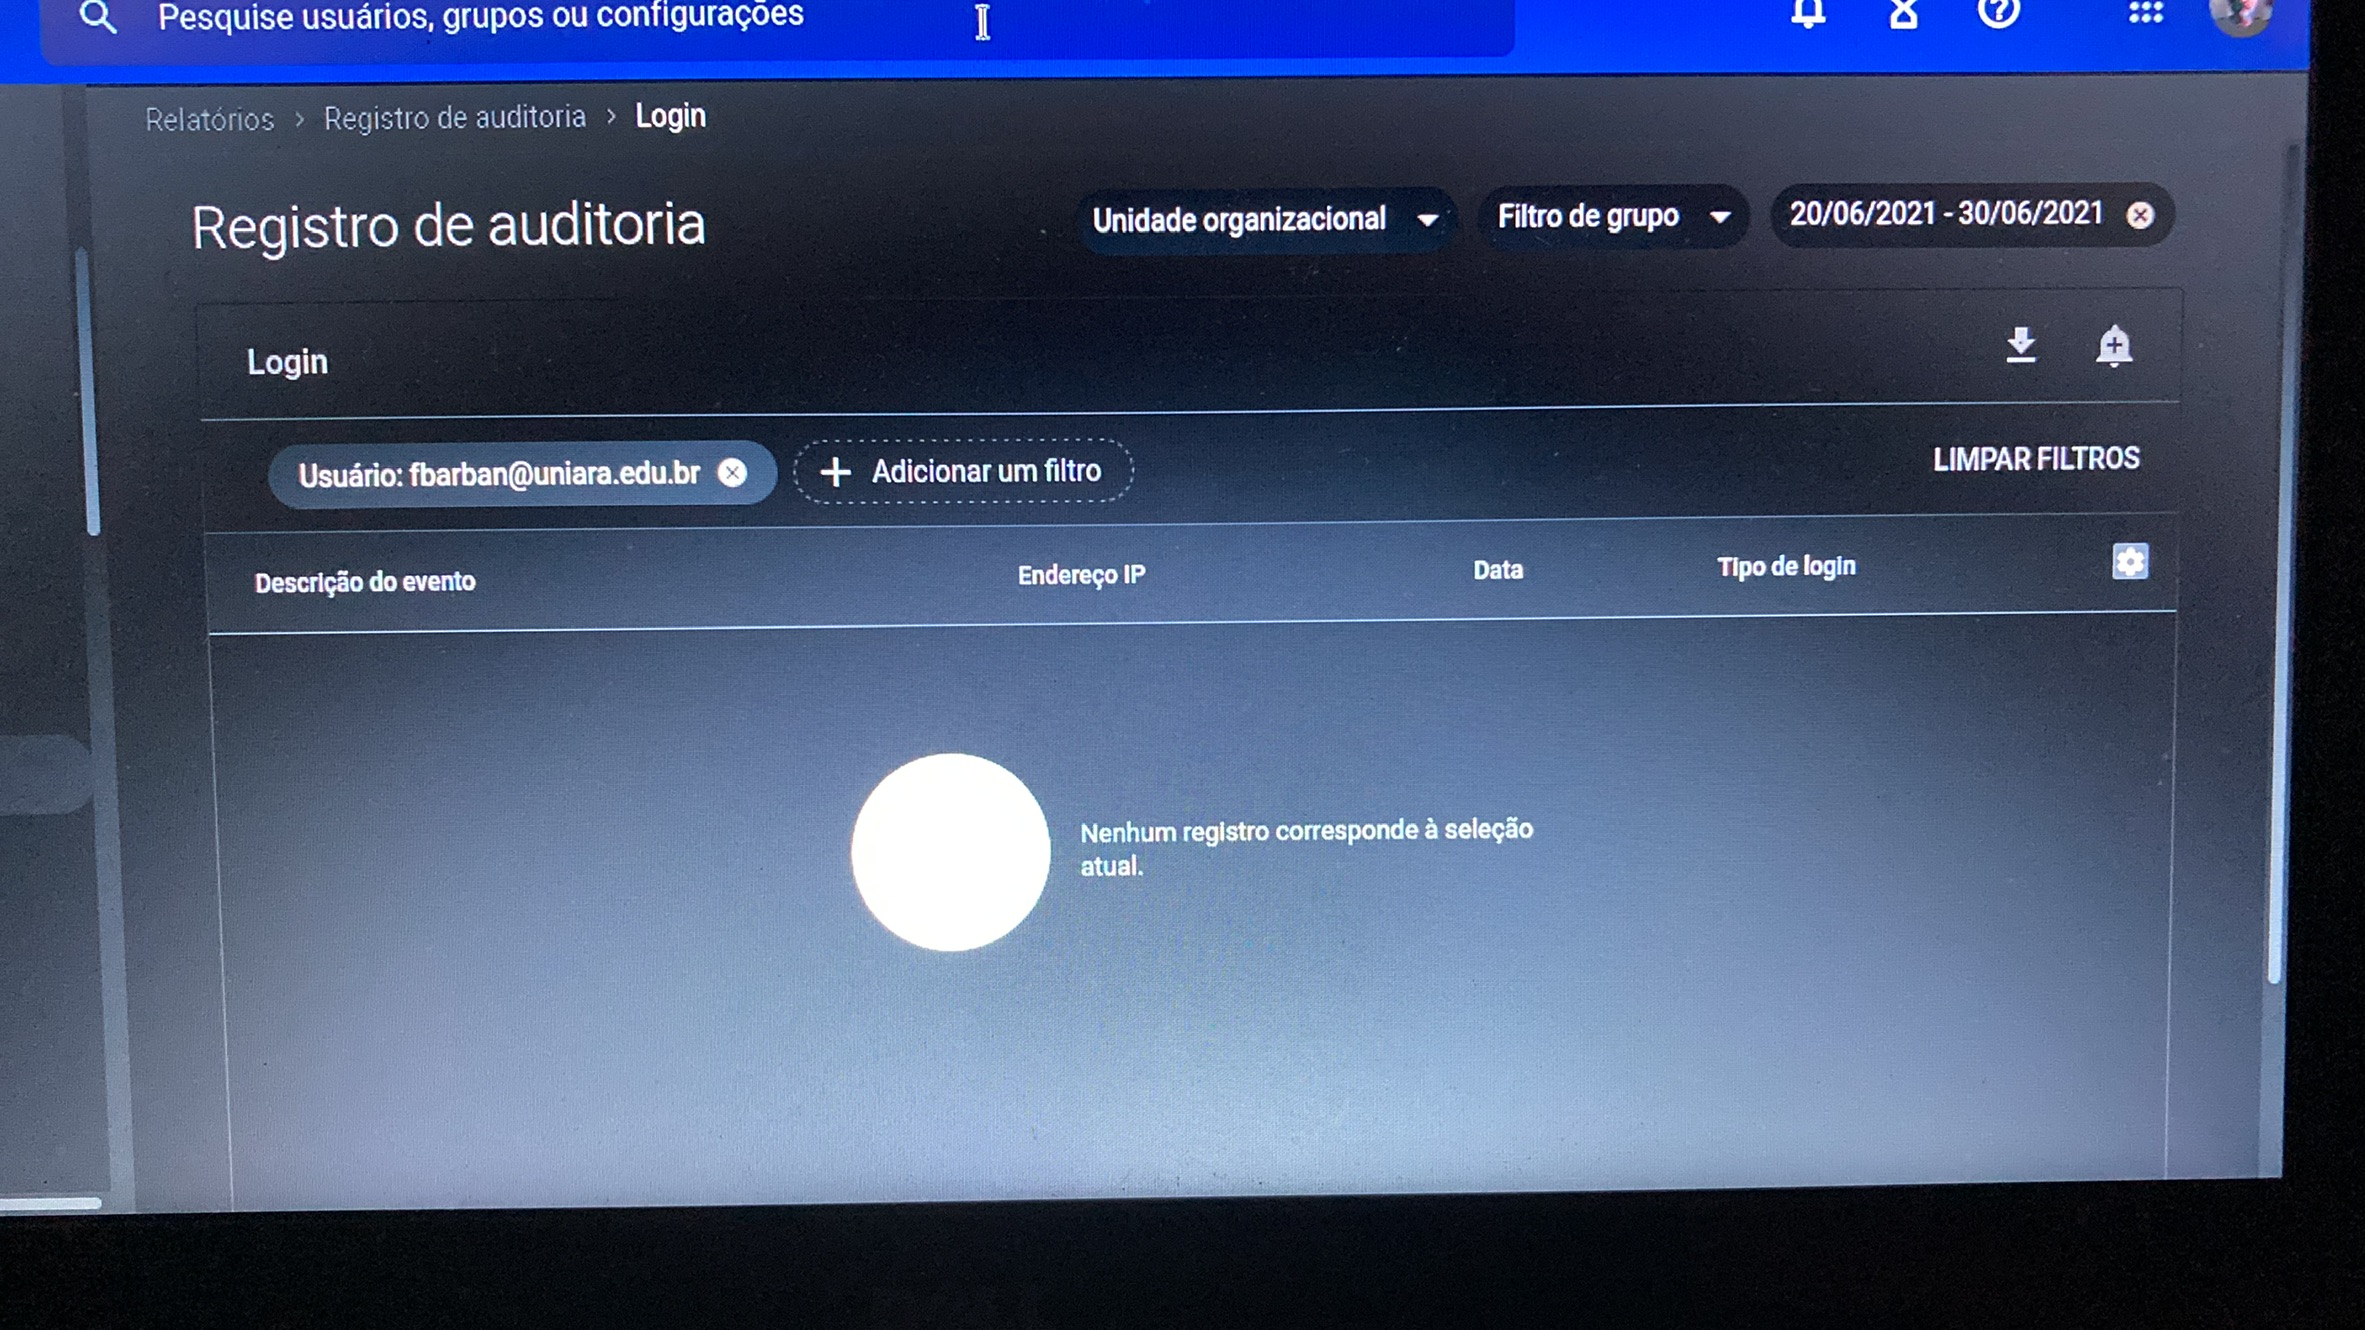 Pesquise usuários, grupos ou configurações
Relatórios > Registro de auditoria > Login
Registro de auditoria
Unidade organizacional
Filtro de grupo
20/06/2021 - 30/06/2021
Login
Usuário: fbarban@uniara.edu.br
+ Adicionar um filtro
LIMPAR FILTROS
Descrição do evento
Endereço IP
Data
Tipo de login
Nenhum registro corresponde à seleção
atual.